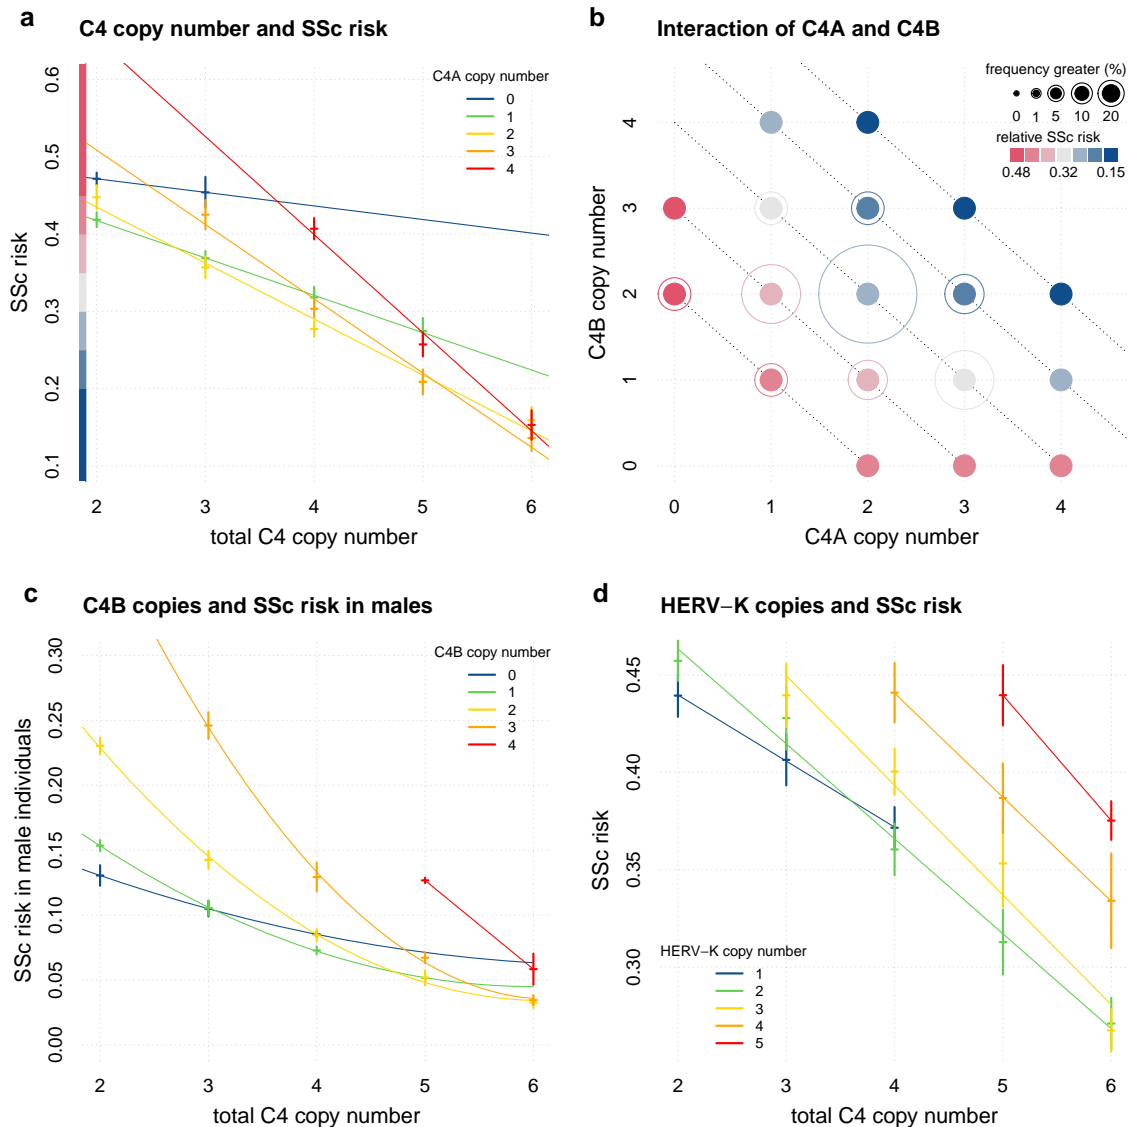 a
C4 copy number and SSc risk
C4A copy number
0
1
2
3
4
SSc risk
0.6
0.5
0.4
0.3
0.2
0.1
2 3 4 5 6
total C4 copy number
b
Interaction of C4A and C4B
frequency greater (%)
0 1 5 10 20
relative SSc risk
0.48 0.32 0.15
C4B copy number
4
3
2
1
0
0 1 2 3 4
C4A copy number
c
C4B copies and SSc risk in males
C4B copy number
0
1
2
3
4
SSc risk in male individuals
0.30
0.25
0.20
0.15
0.10
0.05
0.00
2 3 4 5 6
total C4 copy number
d
HERV−K copies and SSc risk
SSc risk
0.45
0.40
0.35
0.30
HERV-K copy number
1
2
3
4
5
2 3 4 5 6
total C4 copy number